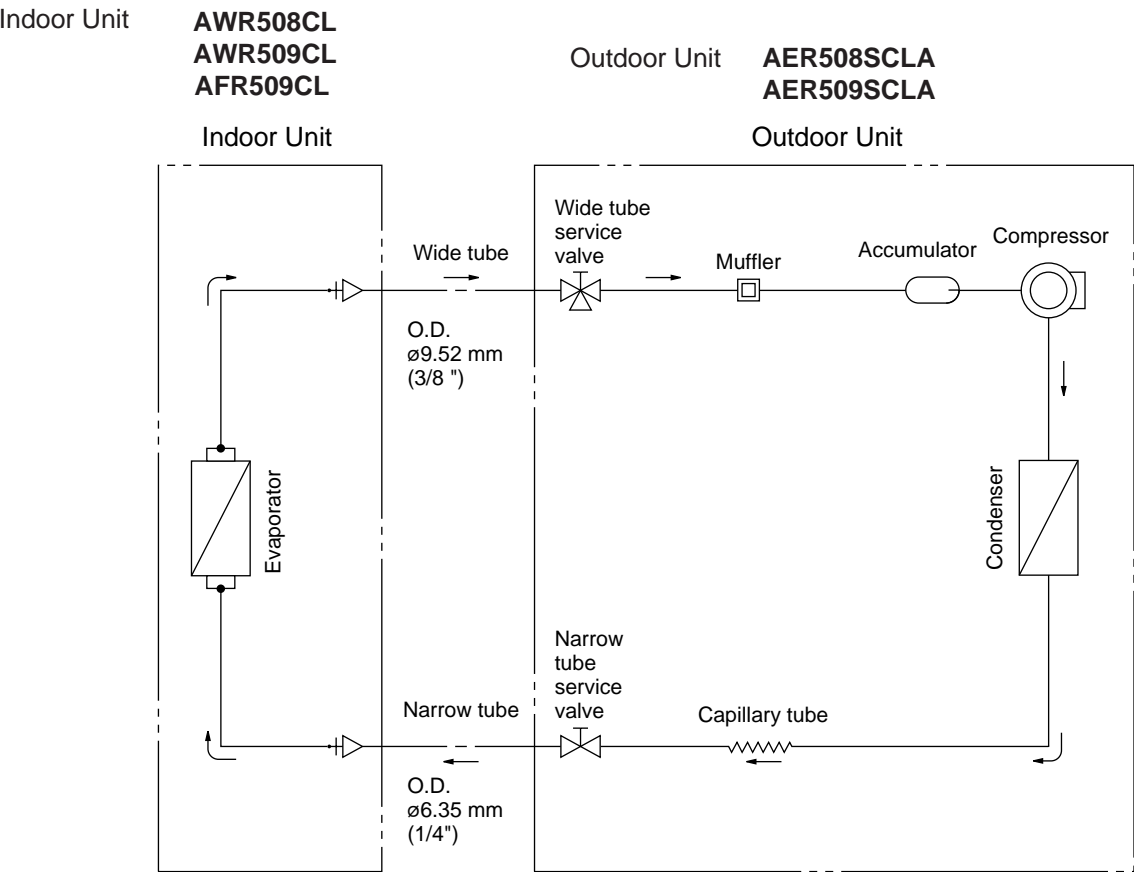 Indoor Unit
AWR508CL
AWR509CL
AFR509CL
Outdoor Unit
AER508SCLA
AER509SCLA
Indoor Unit
Outdoor Unit
Wide tube
O.D.
ø9.52 mm
(3/8 ")
Wide tube
service
valve
Muffler
Accumulator
Compressor
Evaporator
Condenser
Narrow tube
O.D.
ø6.35 mm
(1/4")
Narrow
tube
service
valve
Capillary tube